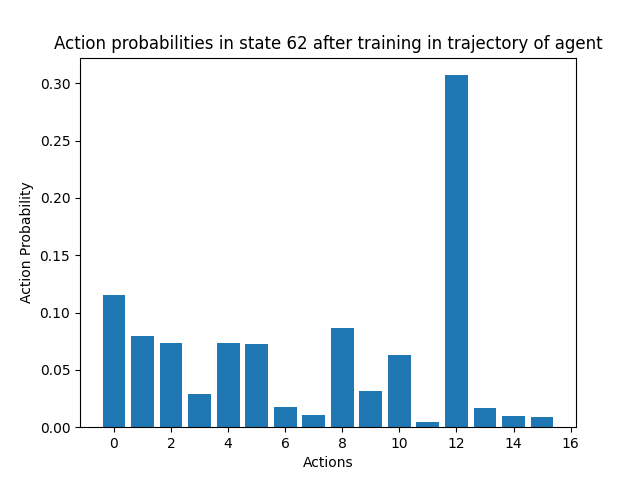 Action probabilities in state 62 after training in trajectory of agent
0.30
0.25
0.20
0.15
0.10
0.05
0.00
Action Probability
0 2 4 6 8 10 12 14 16
Actions